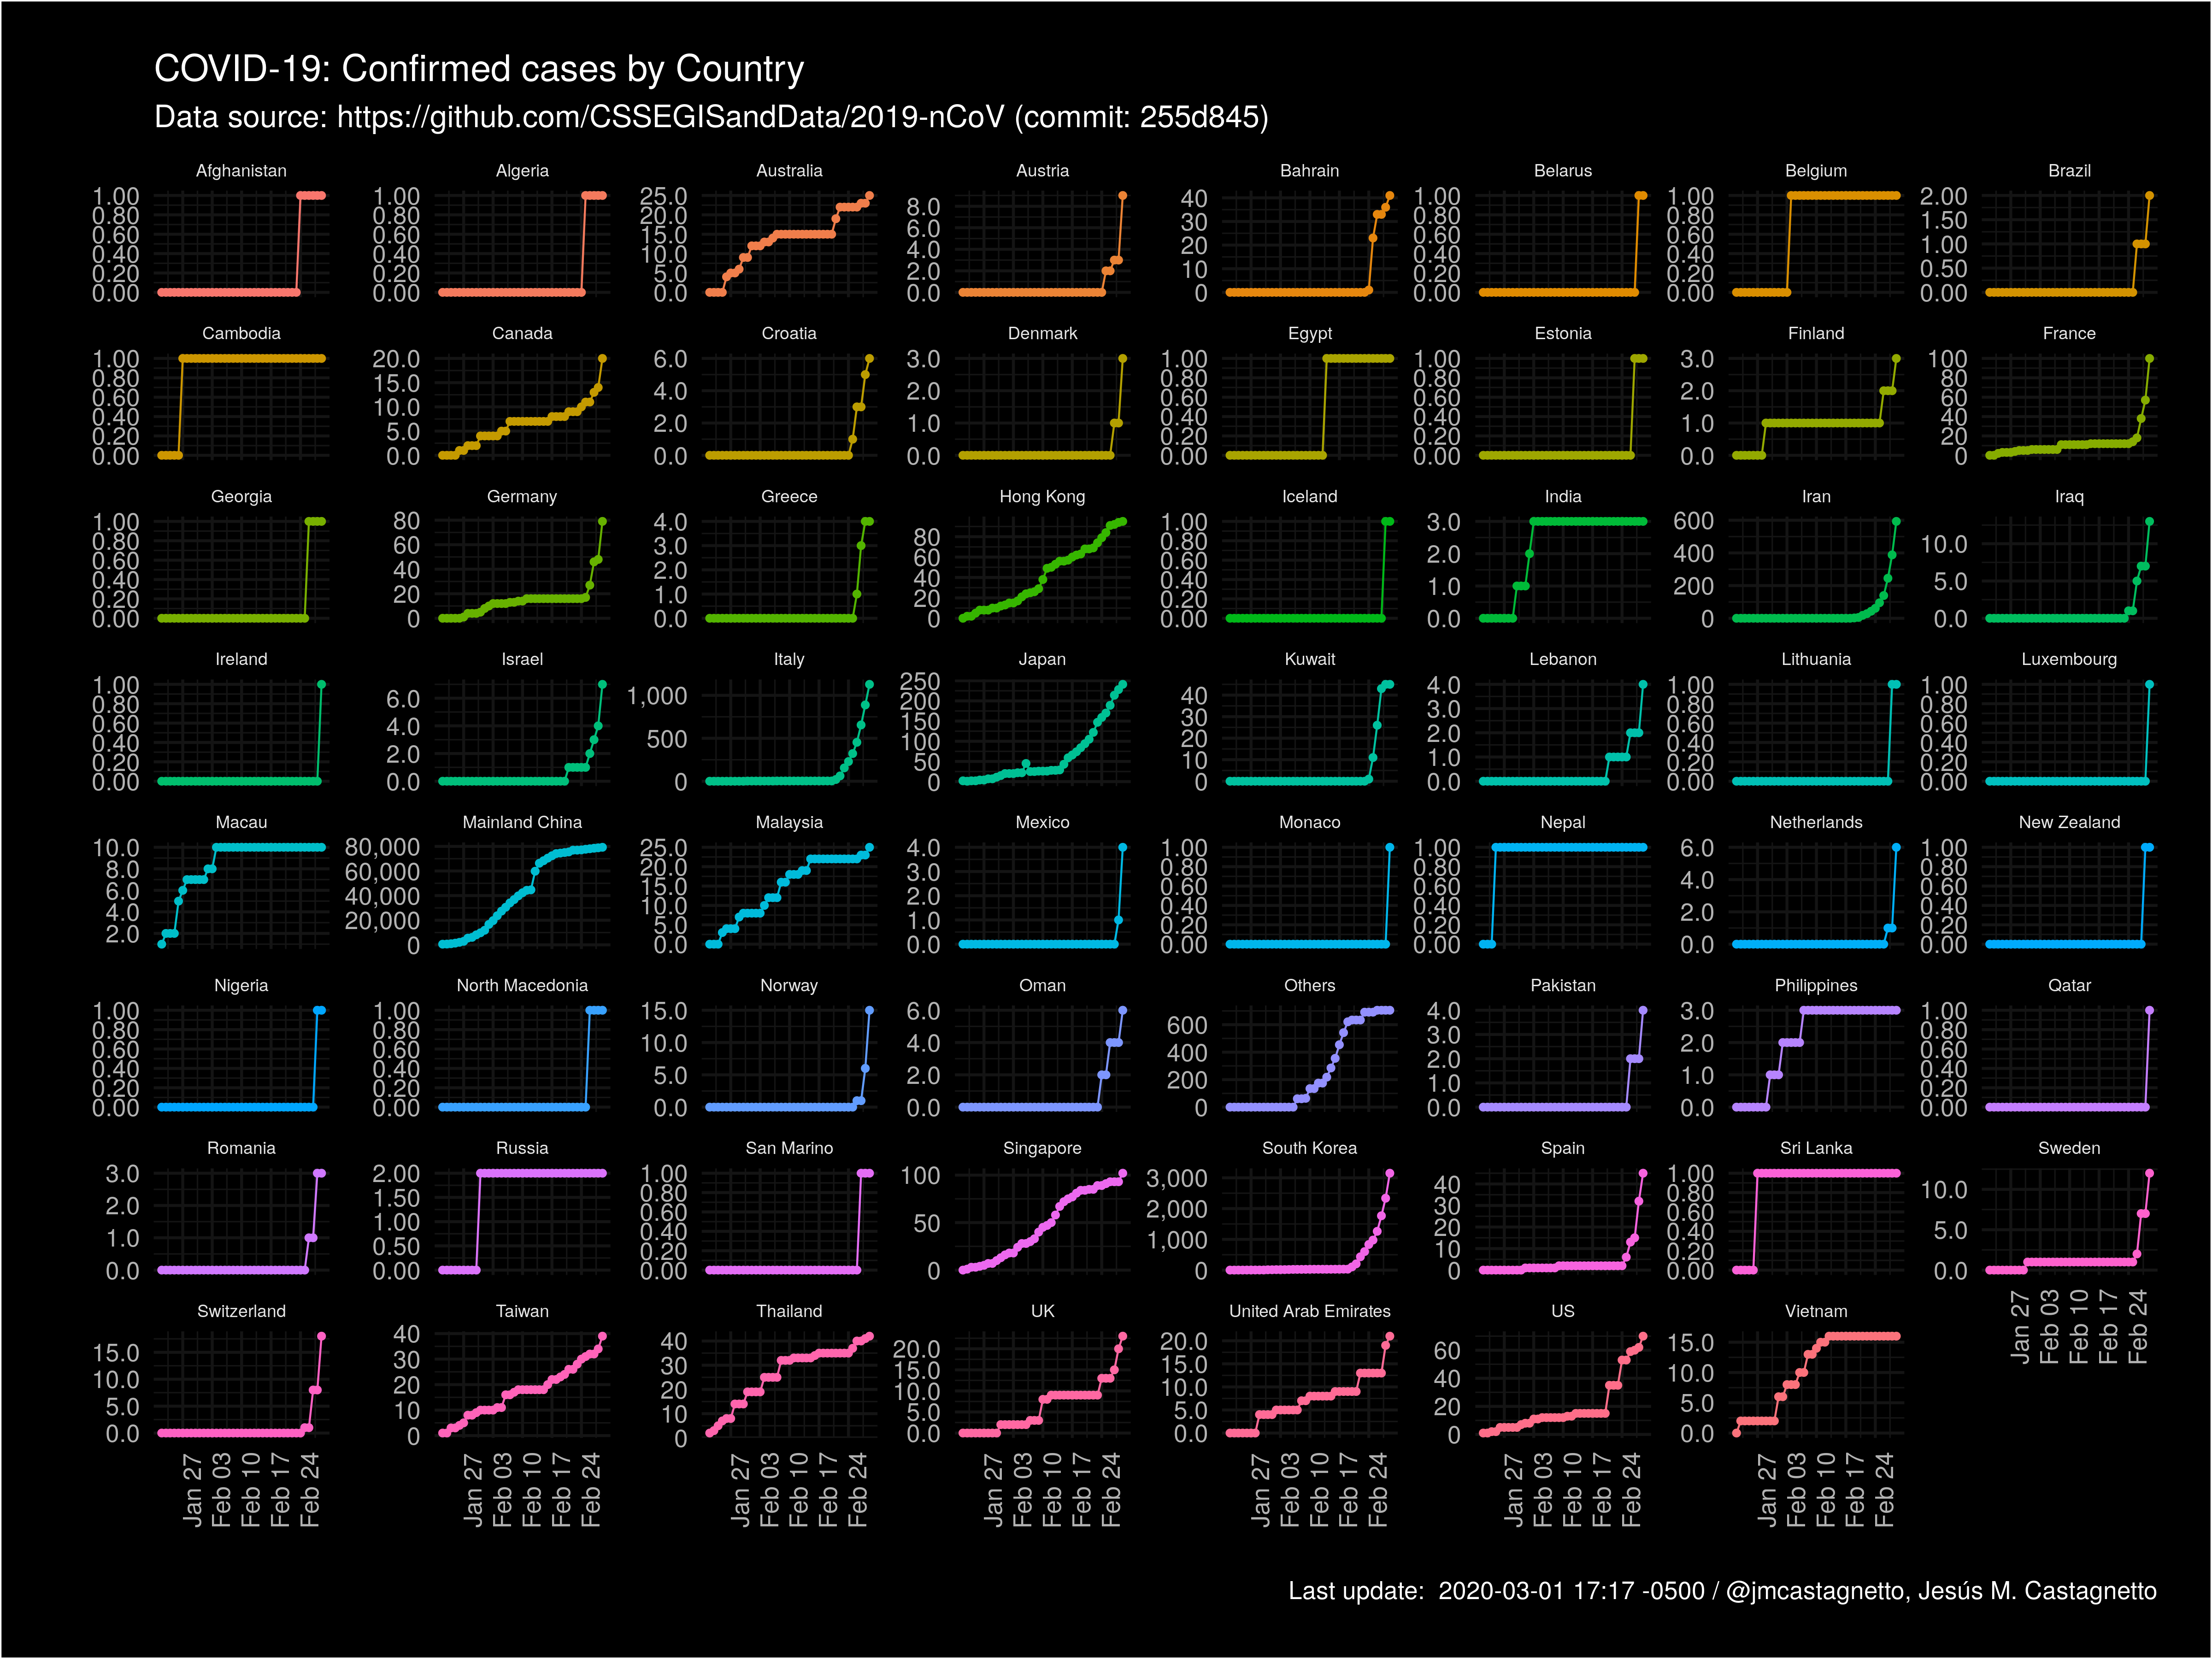 COVID-19: Confirmed cases by Country
Data source: https://github.com/CSSEGISandData/2019-nCoV (commit: 255d845)
Afghanistan
1.00
0.80
0.60
0.40
0.20
0.00
Algeria
1.00
0.80
0.60
0.40
0.20
0.00
Australia
25.0
20.0
15.0
10.0
5.0
0.0
Austria
8.0
6.0
4.0
2.0
0.0
Bahrain
40
30
20
10
0
Belarus
1.00
0.80
0.60
0.40
0.20
0.00
Belgium
1.00
0.80
0.60
0.40
0.20
0.00
Brazil
2.00
1.50
1.00
0.50
0.00
Cambodia
1.00
0.80
0.60
0.40
0.20
0.00
Canada
20.0
15.0
10.0
5.0
0.0
Croatia
6.0
4.0
2.0
0.0
Denmark
3.0
2.0
1.0
0.0
Egypt
1.00
0.80
0.60
0.40
0.20
0.00
Estonia
1.00
0.80
0.60
0.40
0.20
0.00
Finland
3.0
2.0
1.0
0.0
France
100
80
60
40
20
0
Georgia
1.00
0.80
0.60
0.40
0.20
0.00
Germany
80
60
40
20
0
Greece
4.0
3.0
2.0
1.0
0.0
Hong Kong
80
60
40
20
0
Iceland
1.00
0.80
0.60
0.40
0.20
0.00
India
3.0
2.0
1.0
0.0
Iran
600
400
200
0
Iraq
10.0
5.0
0.0
Ireland
1.00
0.80
0.60
0.40
0.20
0.00
Israel
6.0
4.0
2.0
0.0
Italy
1,000
500
0
Japan
250
200
150
100
50
0
Kuwait
40
30
20
10
0
Lebanon
4.0
3.0
2.0
1.0
0.0
Lithuania
1.00
0.80
0.60
0.40
0.20
0.00
Luxembourg
1.00
0.80
0.60
0.40
0.20
0.00
Macau
10.0
8.0
6.0
4.0
2.0
Mainland China
80,000
60,000
40,000
20,000
0
Malaysia
25.0
20.0
15.0
10.0
5.0
0.0
Mexico
4.0
3.0
2.0
1.0
0.0
Monaco
1.00
0.80
0.60
0.40
0.20
0.00
Nepal
1.00
0.80
0.60
0.40
0.20
0.00
Netherlands
6.0
4.0
2.0
0.0
New Zealand
1.00
0.80
0.60
0.40
0.20
0.00
Nigeria
1.00
0.80
0.60
0.40
0.20
0.00
North Macedonia
1.00
0.80
0.60
0.40
0.20
0.00
Norway
15.0
10.0
5.0
0.0
Oman
6.0
4.0
2.0
0.0
Others
600
400
200
0
Pakistan
4.0
3.0
2.0
1.0
0.0
Philippines
3.0
2.0
1.0
0.0
Qatar
1.00
0.80
0.60
0.40
0.20
0.00
Romania
3.0
2.0
1.0
0.0
Russia
2.00
1.50
1.00
0.50
0.00
San Marino
1.00
0.80
0.60
0.40
0.20
0.00
Singapore
100
50
0
South Korea
3,000
2,000
1,000
0
Spain
40
30
20
10
0
Sri Lanka
1.00
0.80
0.60
0.40
0.20
0.00
Sweden
10.0
5.0
0.0
Jan 27
Feb 03
Feb 10
Feb 17
Feb 24
Switzerland
15.0
10.0
5.0
0.0
Jan 27
Feb 03
Feb 10
Feb 17
Feb 24
Taiwan
40
30
20
10
0
Jan 27
Feb 03
Feb 10
Feb 17
Feb 24
Thailand
40
30
20
10
0
Jan 27
Feb 03
Feb 10
Feb 17
Feb 24
UK
20.0
15.0
10.0
5.0
0.0
Jan 27
Feb 03
Feb 10
Feb 17
Feb 24
United Arab Emirates
20.0
15.0
10.0
5.0
0.0
Jan 27
Feb 03
Feb 10
Feb 17
Feb 24
US
60
40
20
0
Jan 27
Feb 03
Feb 10
Feb 17
Feb 24
Vietnam
15.0
10.0
5.0
0.0
Jan 27
Feb 03
Feb 10
Feb 17
Feb 24
Last update:  2020-03-01 17:17 -0500 / @jmcastagnetto, Jesús M. Castagnetto